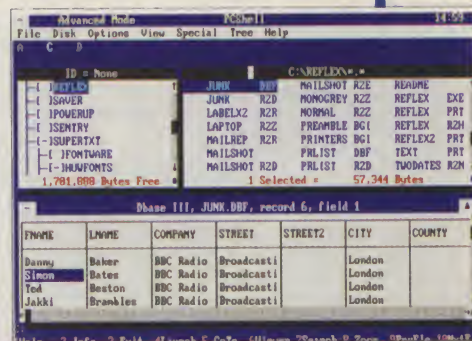 Advanced Mode PCShell 14:59
File Disk Options View Special Tree Help
A C D
ID = None
[ ]REFLEX
[ ]SAVER
[ ]POWERUP
[ ]SENTRY
[-]SUPERTXT
[ ]FONTWARE
[-]HUWFONTS
1,781,888 Bytes Free
C:\REFLEX\*.*
JUNK DBF MAILSHOT R2E README
JUNK R2D MONOGREY R2Z REFLEX EXE
LABELX2 R2R NORMAL R2Z REFLEX PRT
LAPTOP R2Z PREAMBLE BGI REFLEX R2H
MAILREP R2R PRINTERS BGI REFLEX2 PRT
MAILSHOT PRLIST DBF TEXT PRT
MAILSHOT R2D PRLIST R2D TWODATES R2N
1 Selected = 57,344 Bytes
Dbase III, JUNK.DBF, record 6, field 1
FNAME LNAME COMPANY STREET STREET2 CITY COUNTY
Danny Baker BBC Radio Broadcasti London
Simon Bates BBC Radio Broadcasti London
Ted Beston BBC Radio Broadcasti London
Jakki Brambles BBC Radio Broadcasti London